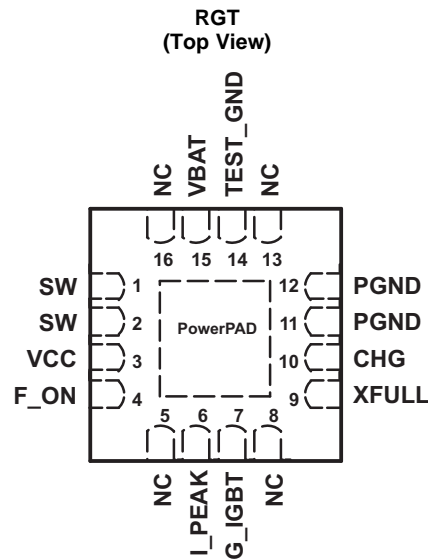 RGT
(Top View)
NC
VBAT
TEST_GND
NC
16
15
14
13
SW 1
SW 2
VCC 3
F_ON 4
PowerPAD
12 PGND
11 PGND
10 CHG
9 XFULL
5
6
7
8
NC
I_PEAK
G_IGBT
NC